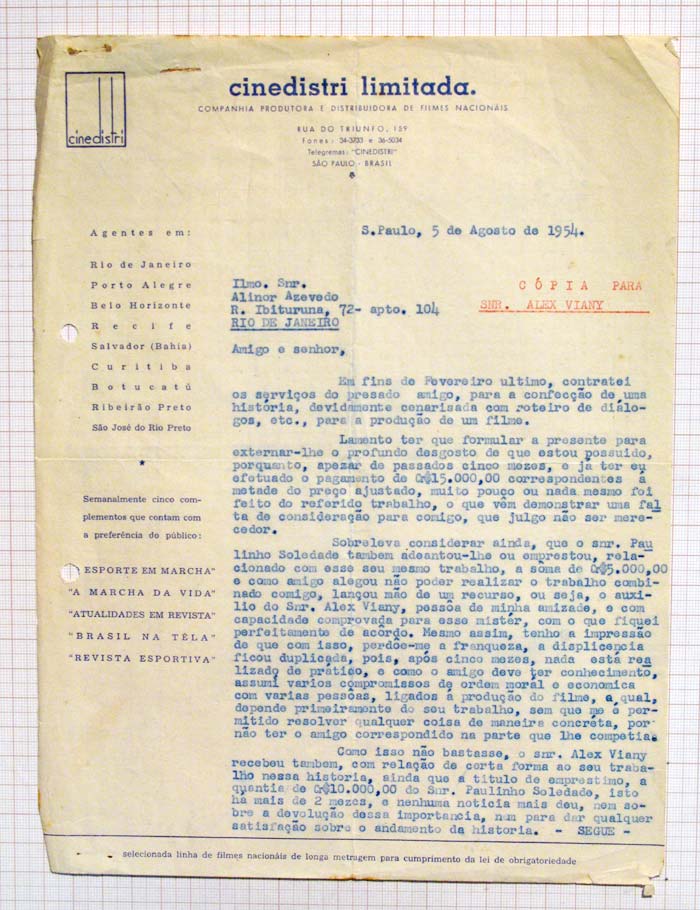 cinedistri
cinedistri limitada.
COMPANHIA PRODUTORA E DISTRIBUIDORA DE FILMES NACIONÁIS
RUA DO TRIUNFO, 159
Fones: 34-3733 e 36-5034
Telegramas: "CINEDISTRI"
SÃO PAULO - BRASIL
Agentes em:
Rio de Janeiro
Porto Alegre
Belo Horizonte
Recife
Salvador (Bahia)
Curitiba
Botucatú
Ribeirão Preto
São José do Rio Preto
*
Semanalmente cinco com-
plementos que contam com
a preferência do público:
ESPORTE EM MARCHA"
"A MARCHA DA VIDA"
"ATUALIDADES EM REVISTA"
"BRASIL NA TÉLA"
"REVISTA ESPORTIVA"
S.Paulo, 5 de Agosto de 1954.
CÓPIA PARA
SNR. ALEX VIANY
Ilmo. Snr.
Alinor Azevedo
R. Ibituruna, 72- apto. 104
RIO DE JANEIRO
Amigo e senhor,
Em fins de Fevereiro ultimo, contratei
os serviços do presado amigo, para a confecção de uma
história, devidamente cenarisada com roteiro de diálo-
gos, etc., para a produção de um filme.
Lamento ter que formular a presente para
externar-lhe o profundo desgosto de que estou possuido,
porquanto, apezar de passados cinco mezes, e já ter eu
efetuado o pagamento de Cr$15.000,00 correspondentes á
metade do preço ajustado, muito pouco ou nada mesmo foi
feito do referido trabalho, o que vêm demonstrar uma fal
ta de consideração para comigo, que julgo não ser mere-
cedor.
Sobreleva considerar ainda, que o snr. Pau
linho Soledade tambem adeantou-lhe ou emprestou, rela-
cionado com esse seu mesmo trabalho, a sôma de Cr$5.000,00
e como amigo alegou não poder realizar o trabalho combi-
nado comigo, lançou mão de um recurso, ou seja, o auxi-
lio do Snr. Alex Viany, pessôa de minha amizade, e com
capacidade comprovada para esse mistér, com o que fiquei
perfeitamente de acôrdo. Mesmo assim, tenho a impressão
de que com isso, perdôe-me a franqueza, a displicencia
ficou duplicada, pois, após cinco mezes, nada está rea
lizado de prático, e como o amigo deve ter conhecimento,
assumi varios compromissos de ordem moral e economica
com varias pessôas, ligados á produção do filme, a qual,
depende primeiramente do seu trabalho, sem que me é per-
mitido resolver qualquer coisa de maneira concréta, por
não ter o amigo correspondido na parte que lhe competia.
Como isso não bastasse, o snr. Alex Viany
recebeu tambem, com relação de certa forma ao seu traba-
lho nessa historia, ainda que a titulo de emprestimo, a
quantia de Cr$10.000,00 do Snr. Paulinho Soledade, isto
há mais de 2 mezes, e nenhuma noticia mais deu, nem so-
bre a devolução dessa importancia, nem para dar qualquer
satisfação sobre o andamento da historia. - SEGUE -
selecionada linha de filmes nacionáis de longa metragem para cumprimento da lei de obrigatoriedade